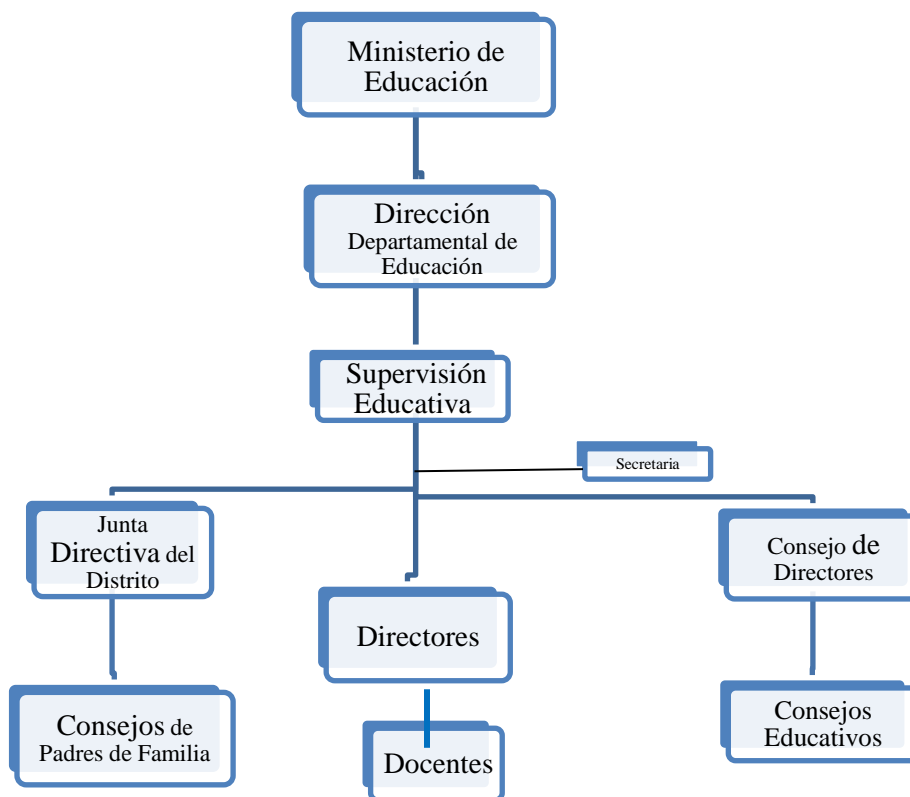 Ministerio de
Educación
Dirección
Departamental de
Educación
Supervisión
Educativa
Secretaria
Junta
Directiva del
Distrito
Directores
Consejo de
Directores
Consejos de
Padres de Familia
Docentes
Consejos
Educativos